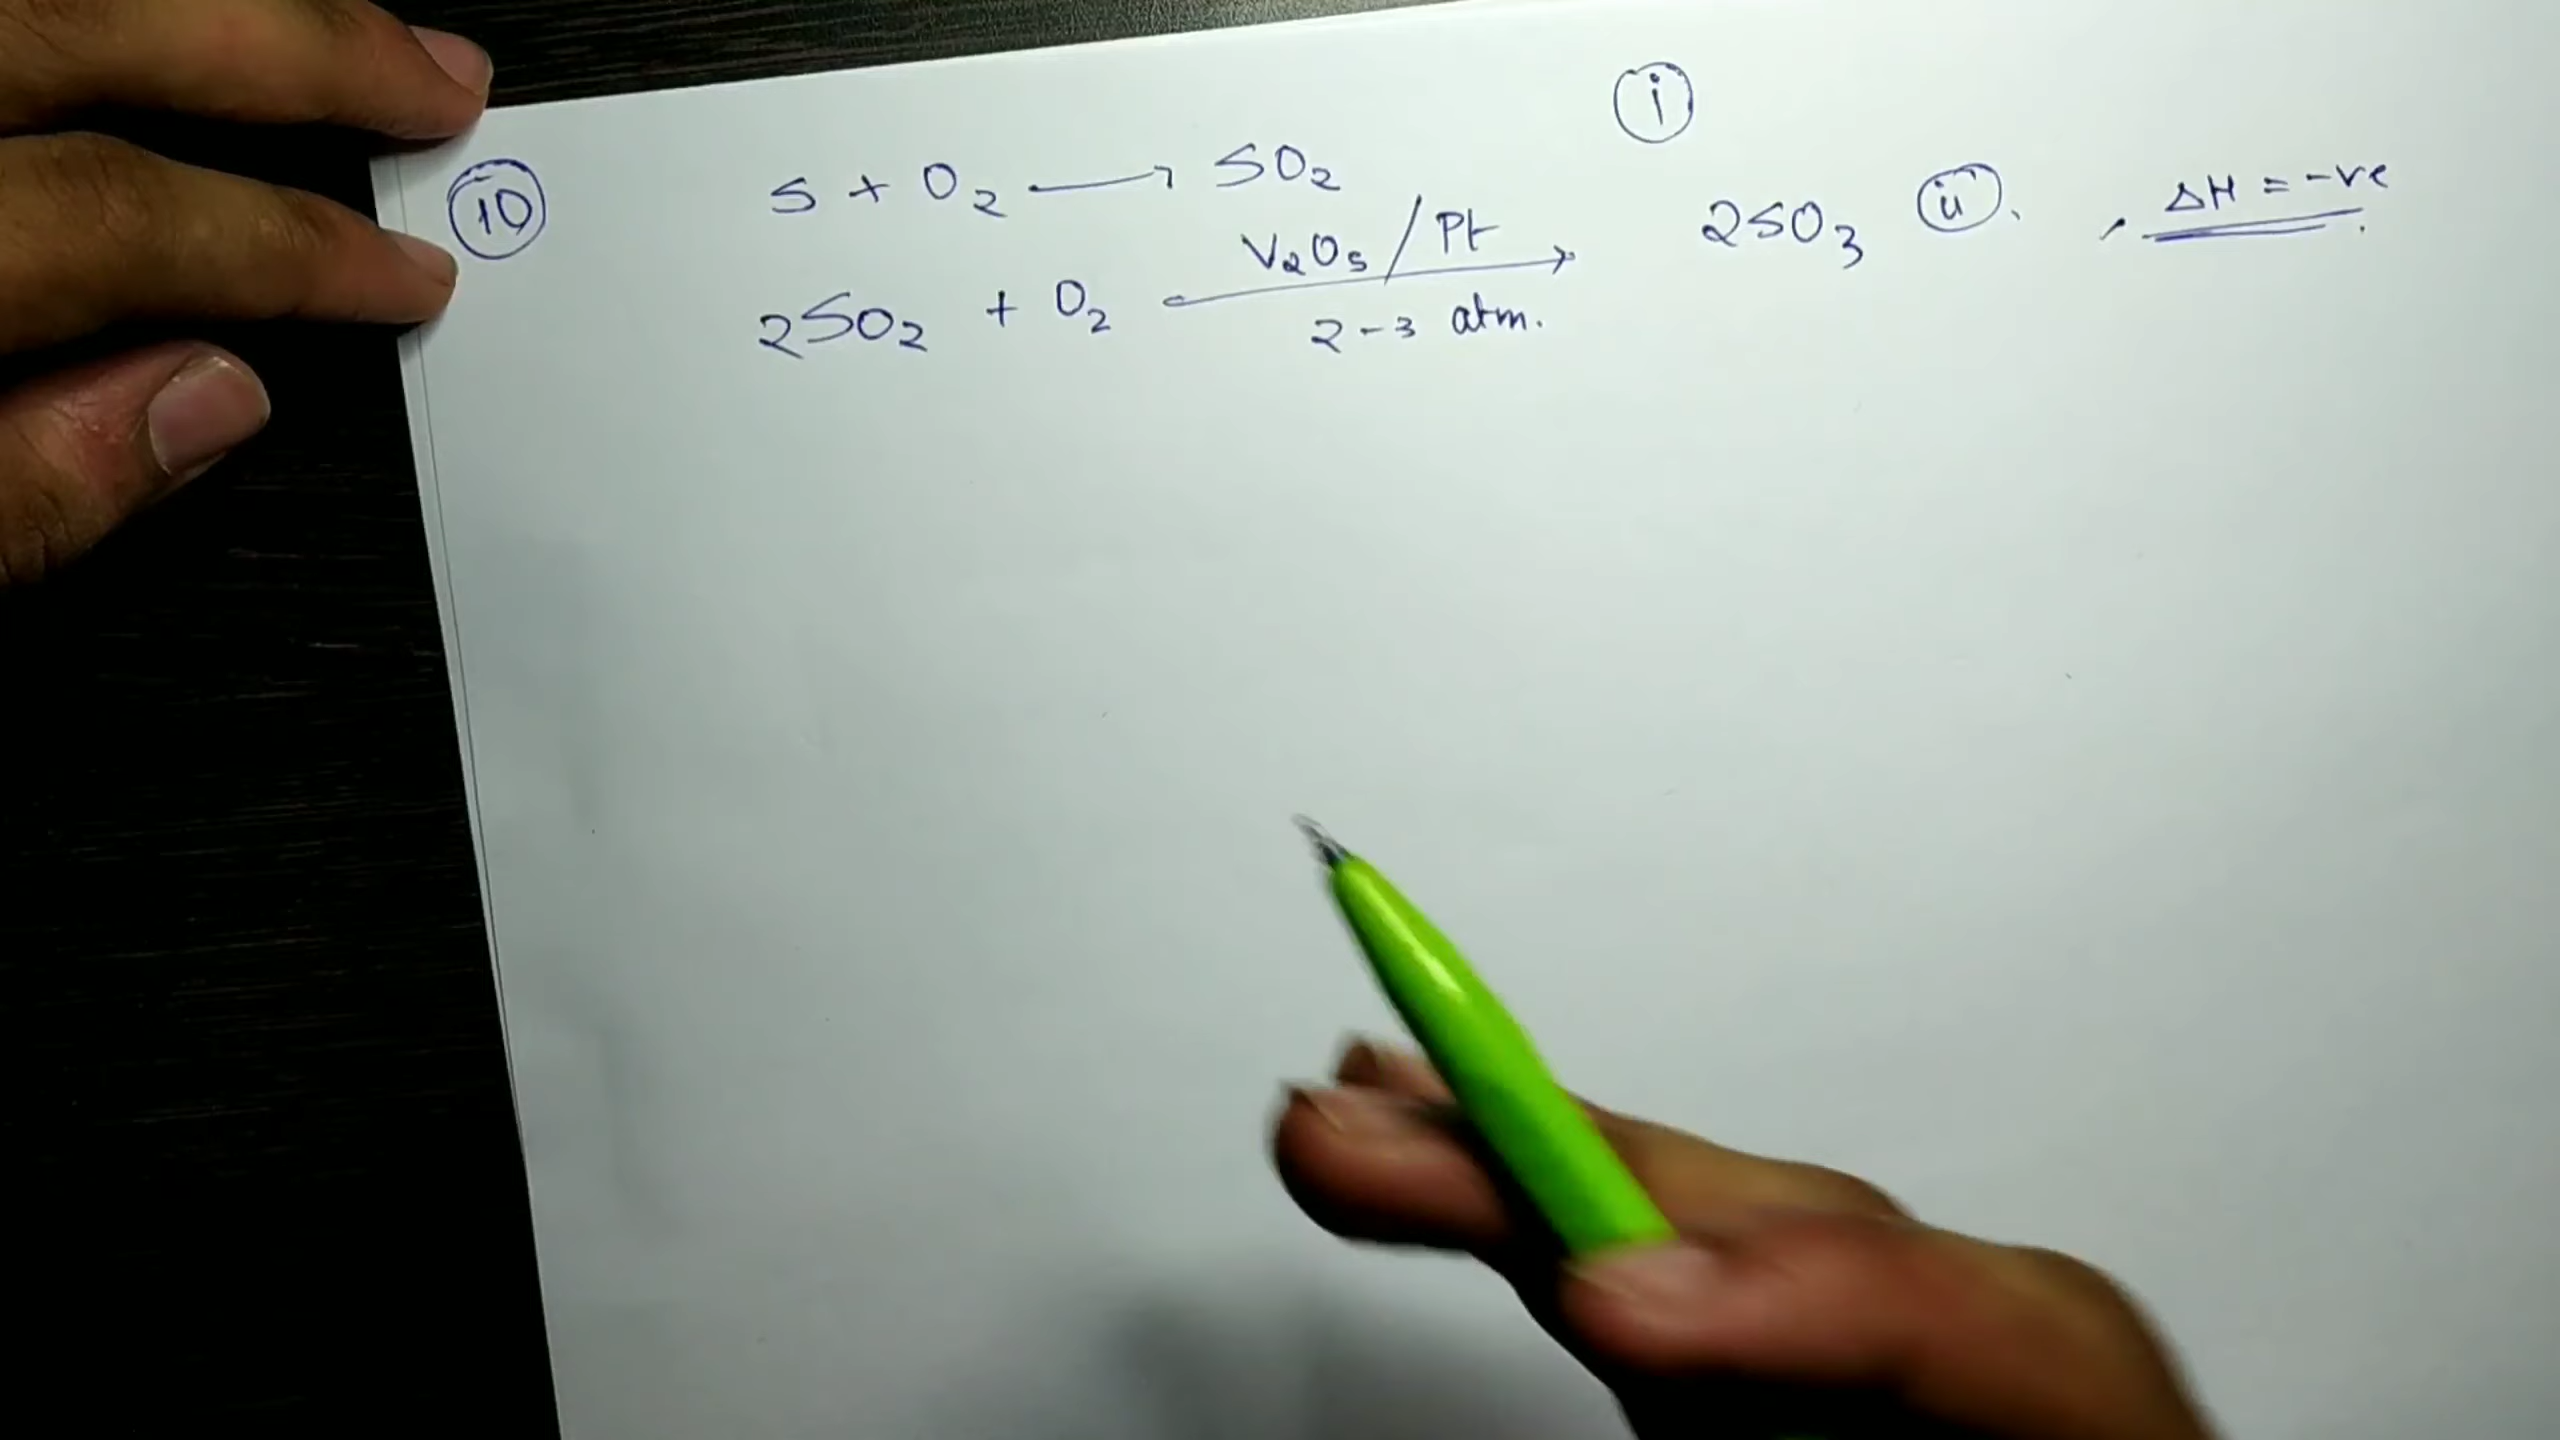 10 S + O2 ⟶ SO2 i
2SO2 + O2 V2O5/Pt ⟶ 2SO3 ii. , ΔH = -ve.
2-3 atm.